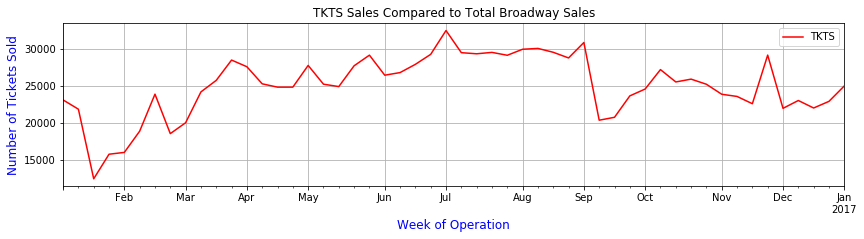 TKTS Sales Compared to Total Broadway Sales
TKTS
Number of Tickets Sold
30000
25000
20000
15000
Feb Mar Apr May Jun Jul Aug Sep Oct Nov Dec Jan
2017
Week of Operation